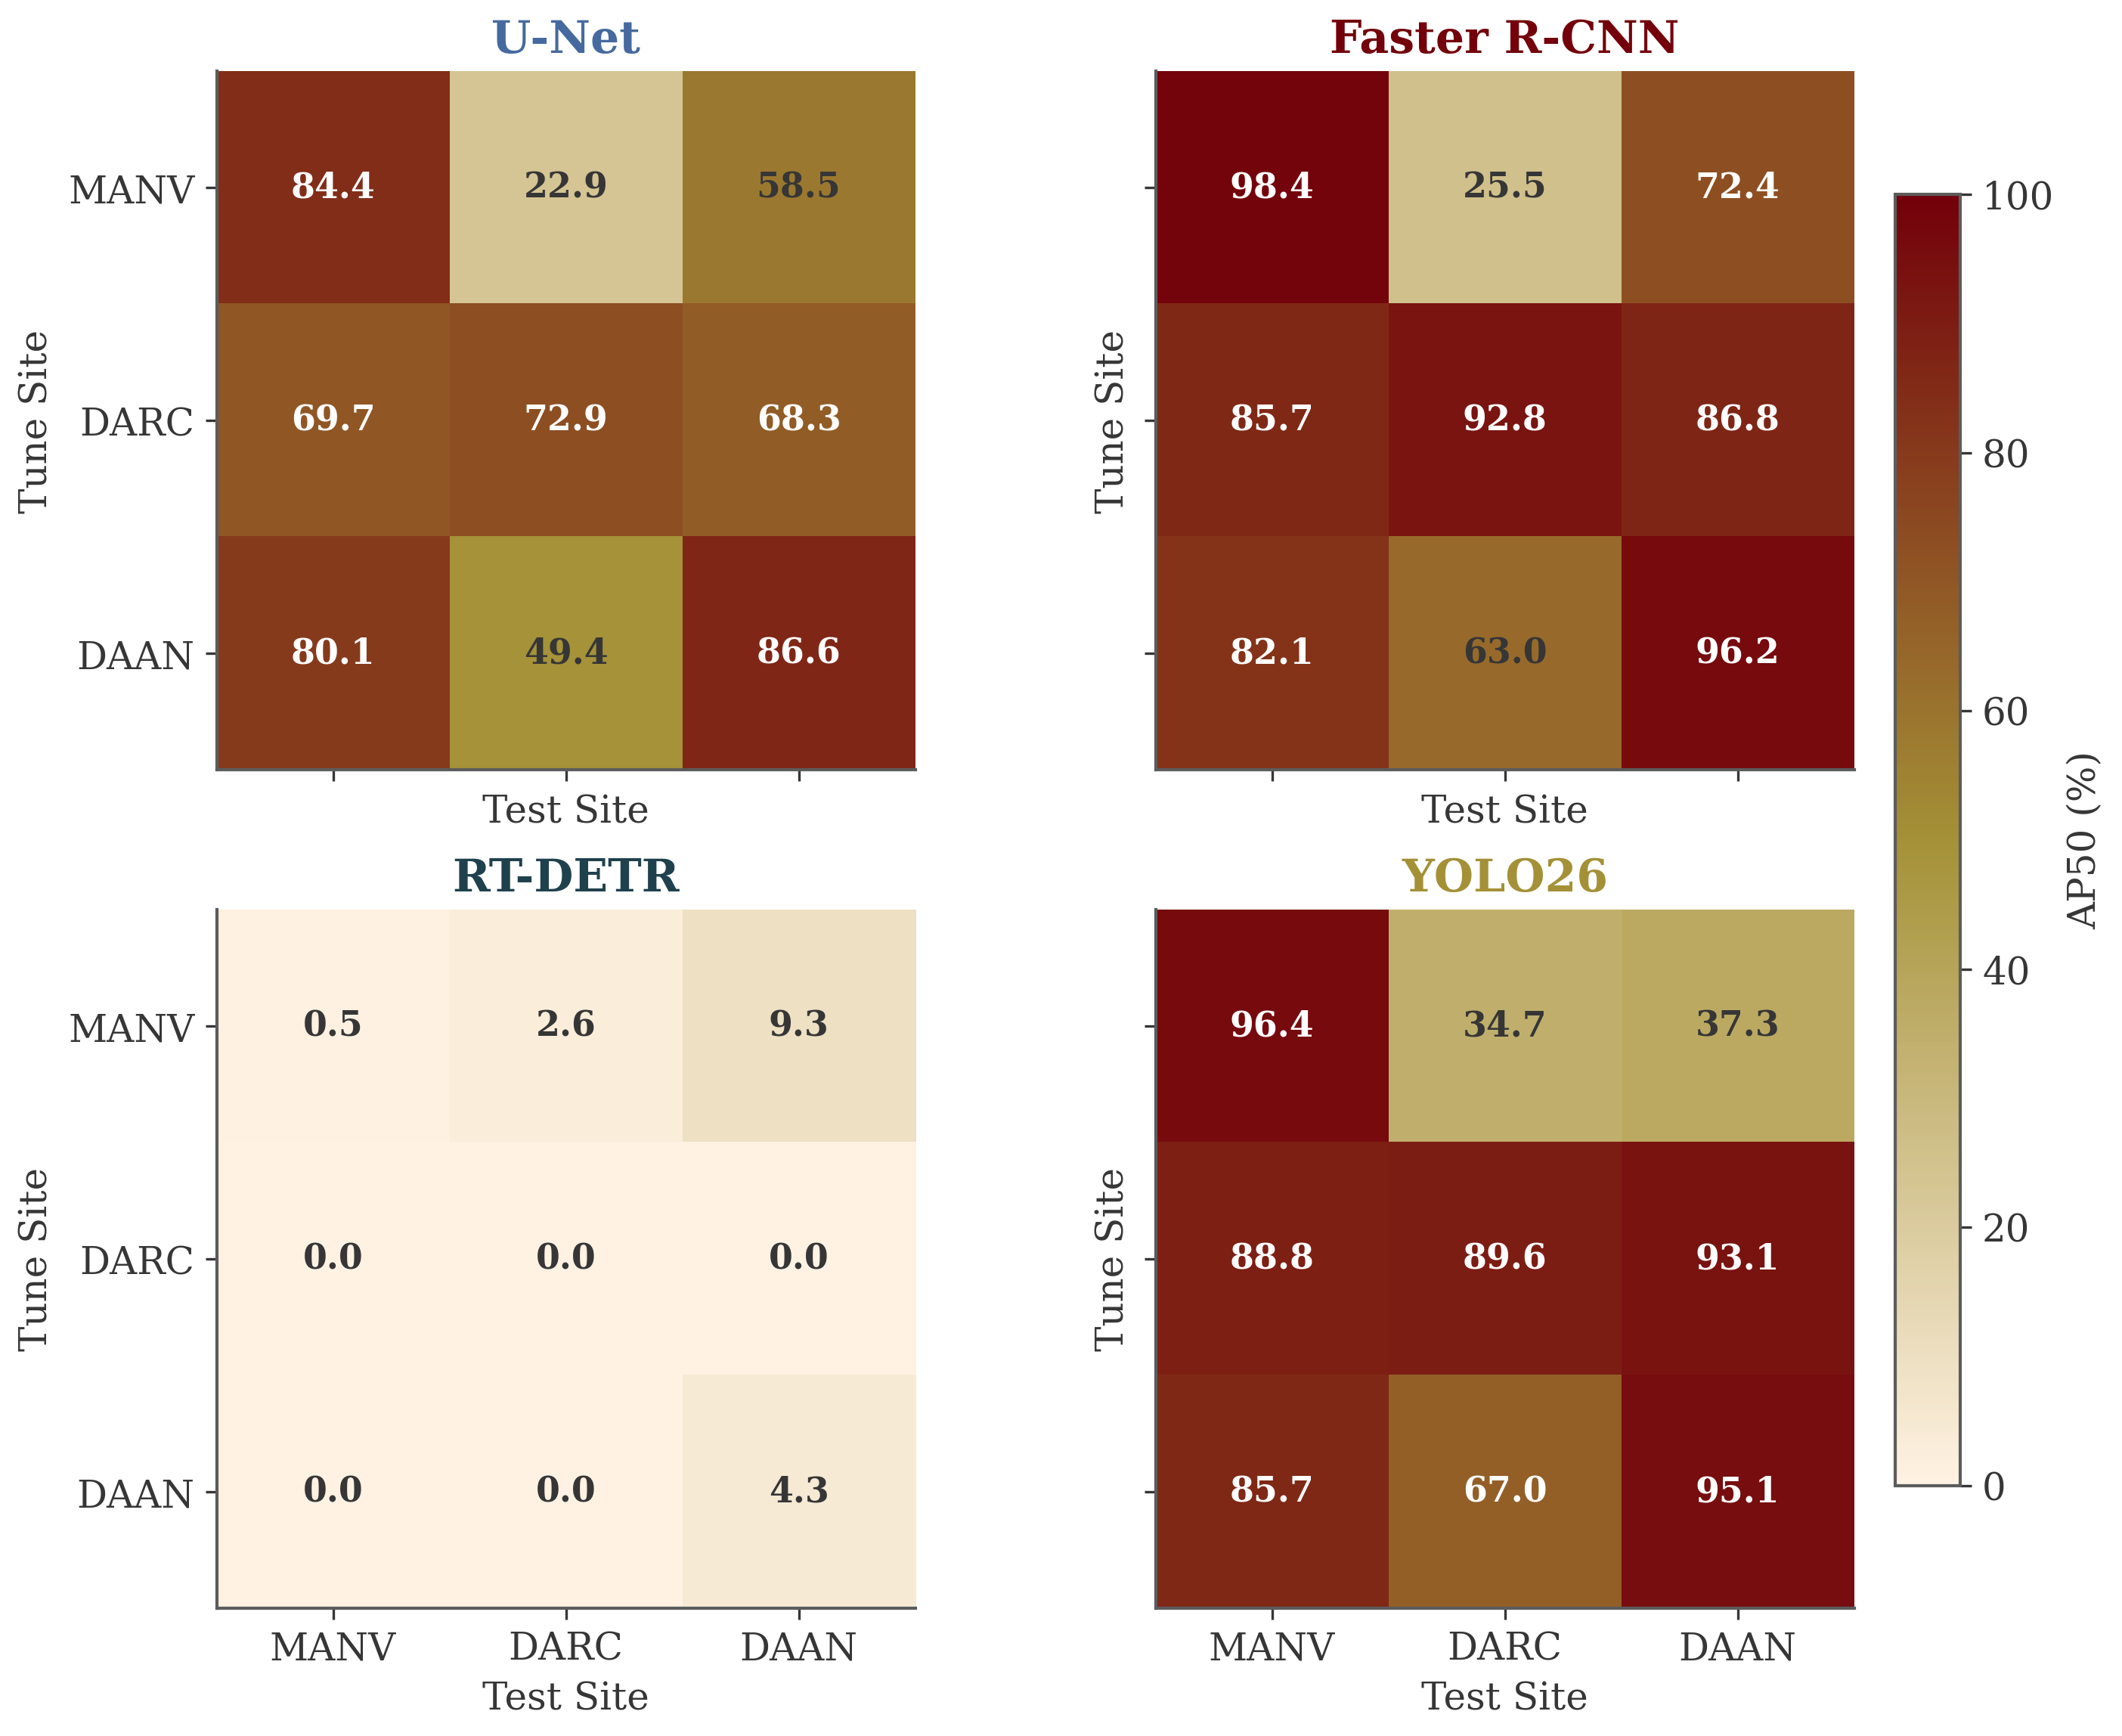 U-Net
MANV
DARC
DAAN
Tune Site
84.4 22.9 58.5
69.7 72.9 68.3
80.1 49.4 86.6
Test Site
Faster R-CNN
Tune Site
98.4 25.5 72.4
85.7 92.8 86.8
82.1 63.0 96.2
Test Site
RT-DETR
MANV
DARC
DAAN
Tune Site
0.5 2.6 9.3
0.0 0.0 0.0
0.0 0.0 4.3
MANV DARC DAAN
Test Site
YOLO26
Tune Site
96.4 34.7 37.3
88.8 89.6 93.1
85.7 67.0 95.1
MANV DARC DAAN
Test Site
100
80
60
40
20
0
AP50 (%)